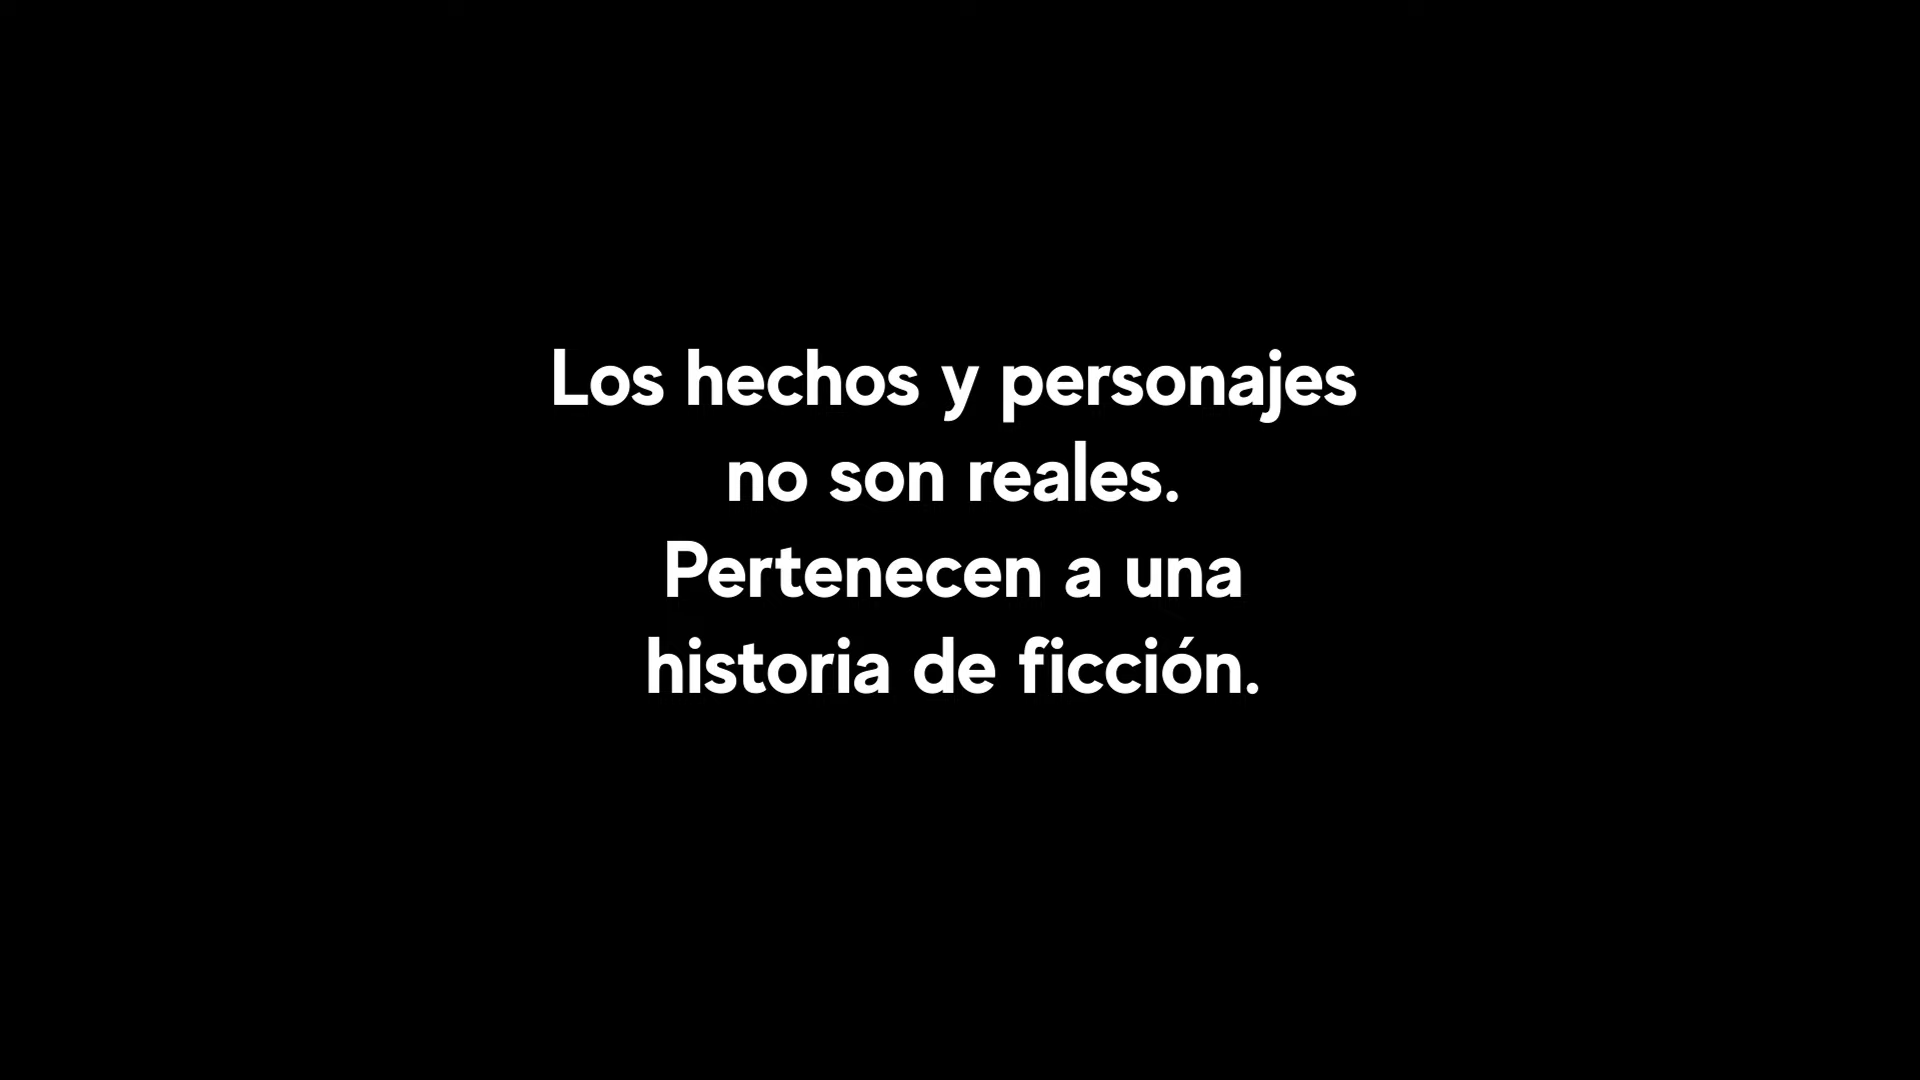 Los hechos y personajes
no son reales.
Pertenecen a una
historia de ficción.